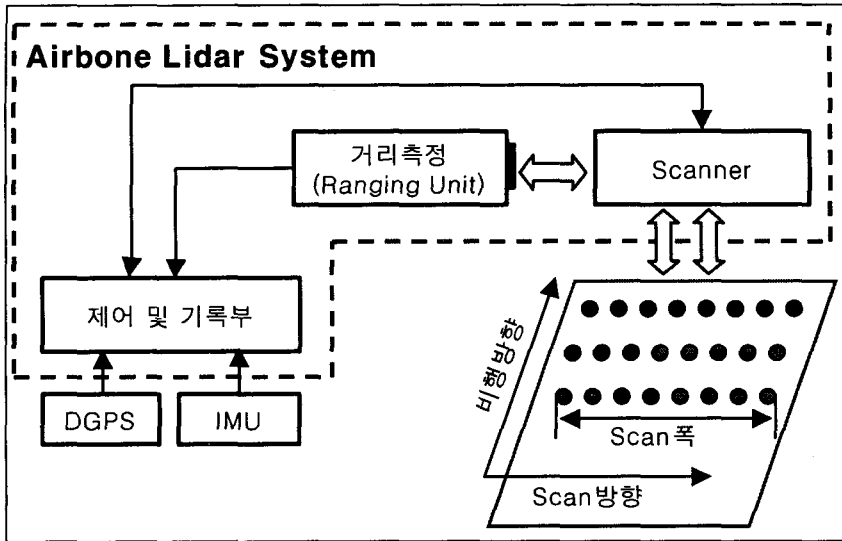 Airbone Lidar System
거리측정
(Ranging Unit)
Scanner
제어 및 기록부
DGPS
IMU
비행방향
Scan폭
Scan방향